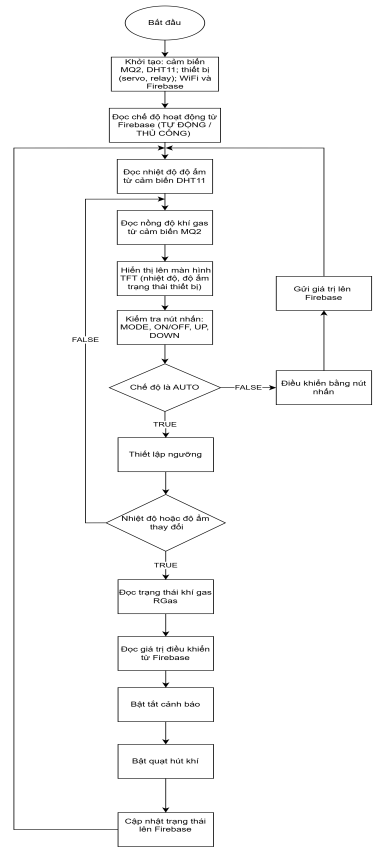 Bắt đầu
Khởi tạo: cảm biến
MQ2, DHT11; thiết bị
(servo, relay); WiFi và
Firebase
Đọc chế độ hoạt động từ
Firebase (TỰ ĐỘNG /
THỦ CÔNG)
Đọc nhiệt độ độ ẩm
từ cảm biến DHT11
Đọc nồng độ khí gas
từ cảm biến MQ2
Hiển thị lên màn hình
TFT (nhiệt độ, độ ẩm
trạng thái thiết bị)
Gửi giá trị lên
Firebase
Kiểm tra nút nhấn:
MODE, ON/OFF, UP,
DOWN
FALSE
Chế độ là AUTO
FALSE
Điều khiển bằng nút
nhấn
TRUE
Thiết lập ngưỡng
Nhiệt độ hoặc độ ẩm
thay đổi
TRUE
Đọc trạng thái khí gas
RGas
Đọc giá trị điều khiển
từ Firebase
Bật tắt cảnh báo
Bật quạt hút khí
Cập nhật trạng thái
lên Firebase